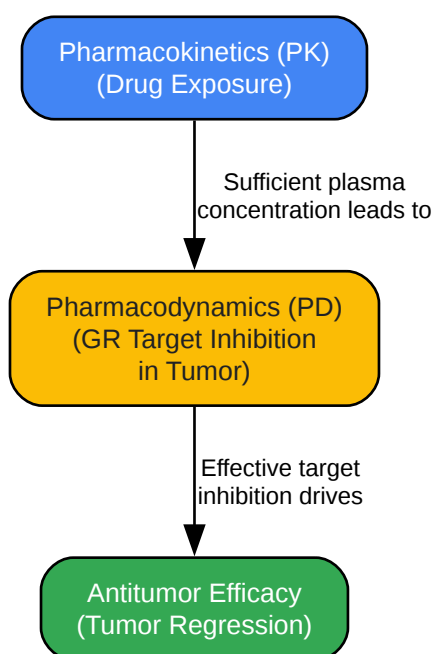 Pharmacokinetics (PK)
(Drug Exposure)
Sufficient plasma
concentration leads to
Pharmacodynamics (PD)
(GR Target Inhibition
in Tumor)
Effective target
inhibition drives
Antitumor Efficacy
(Tumor Regression)